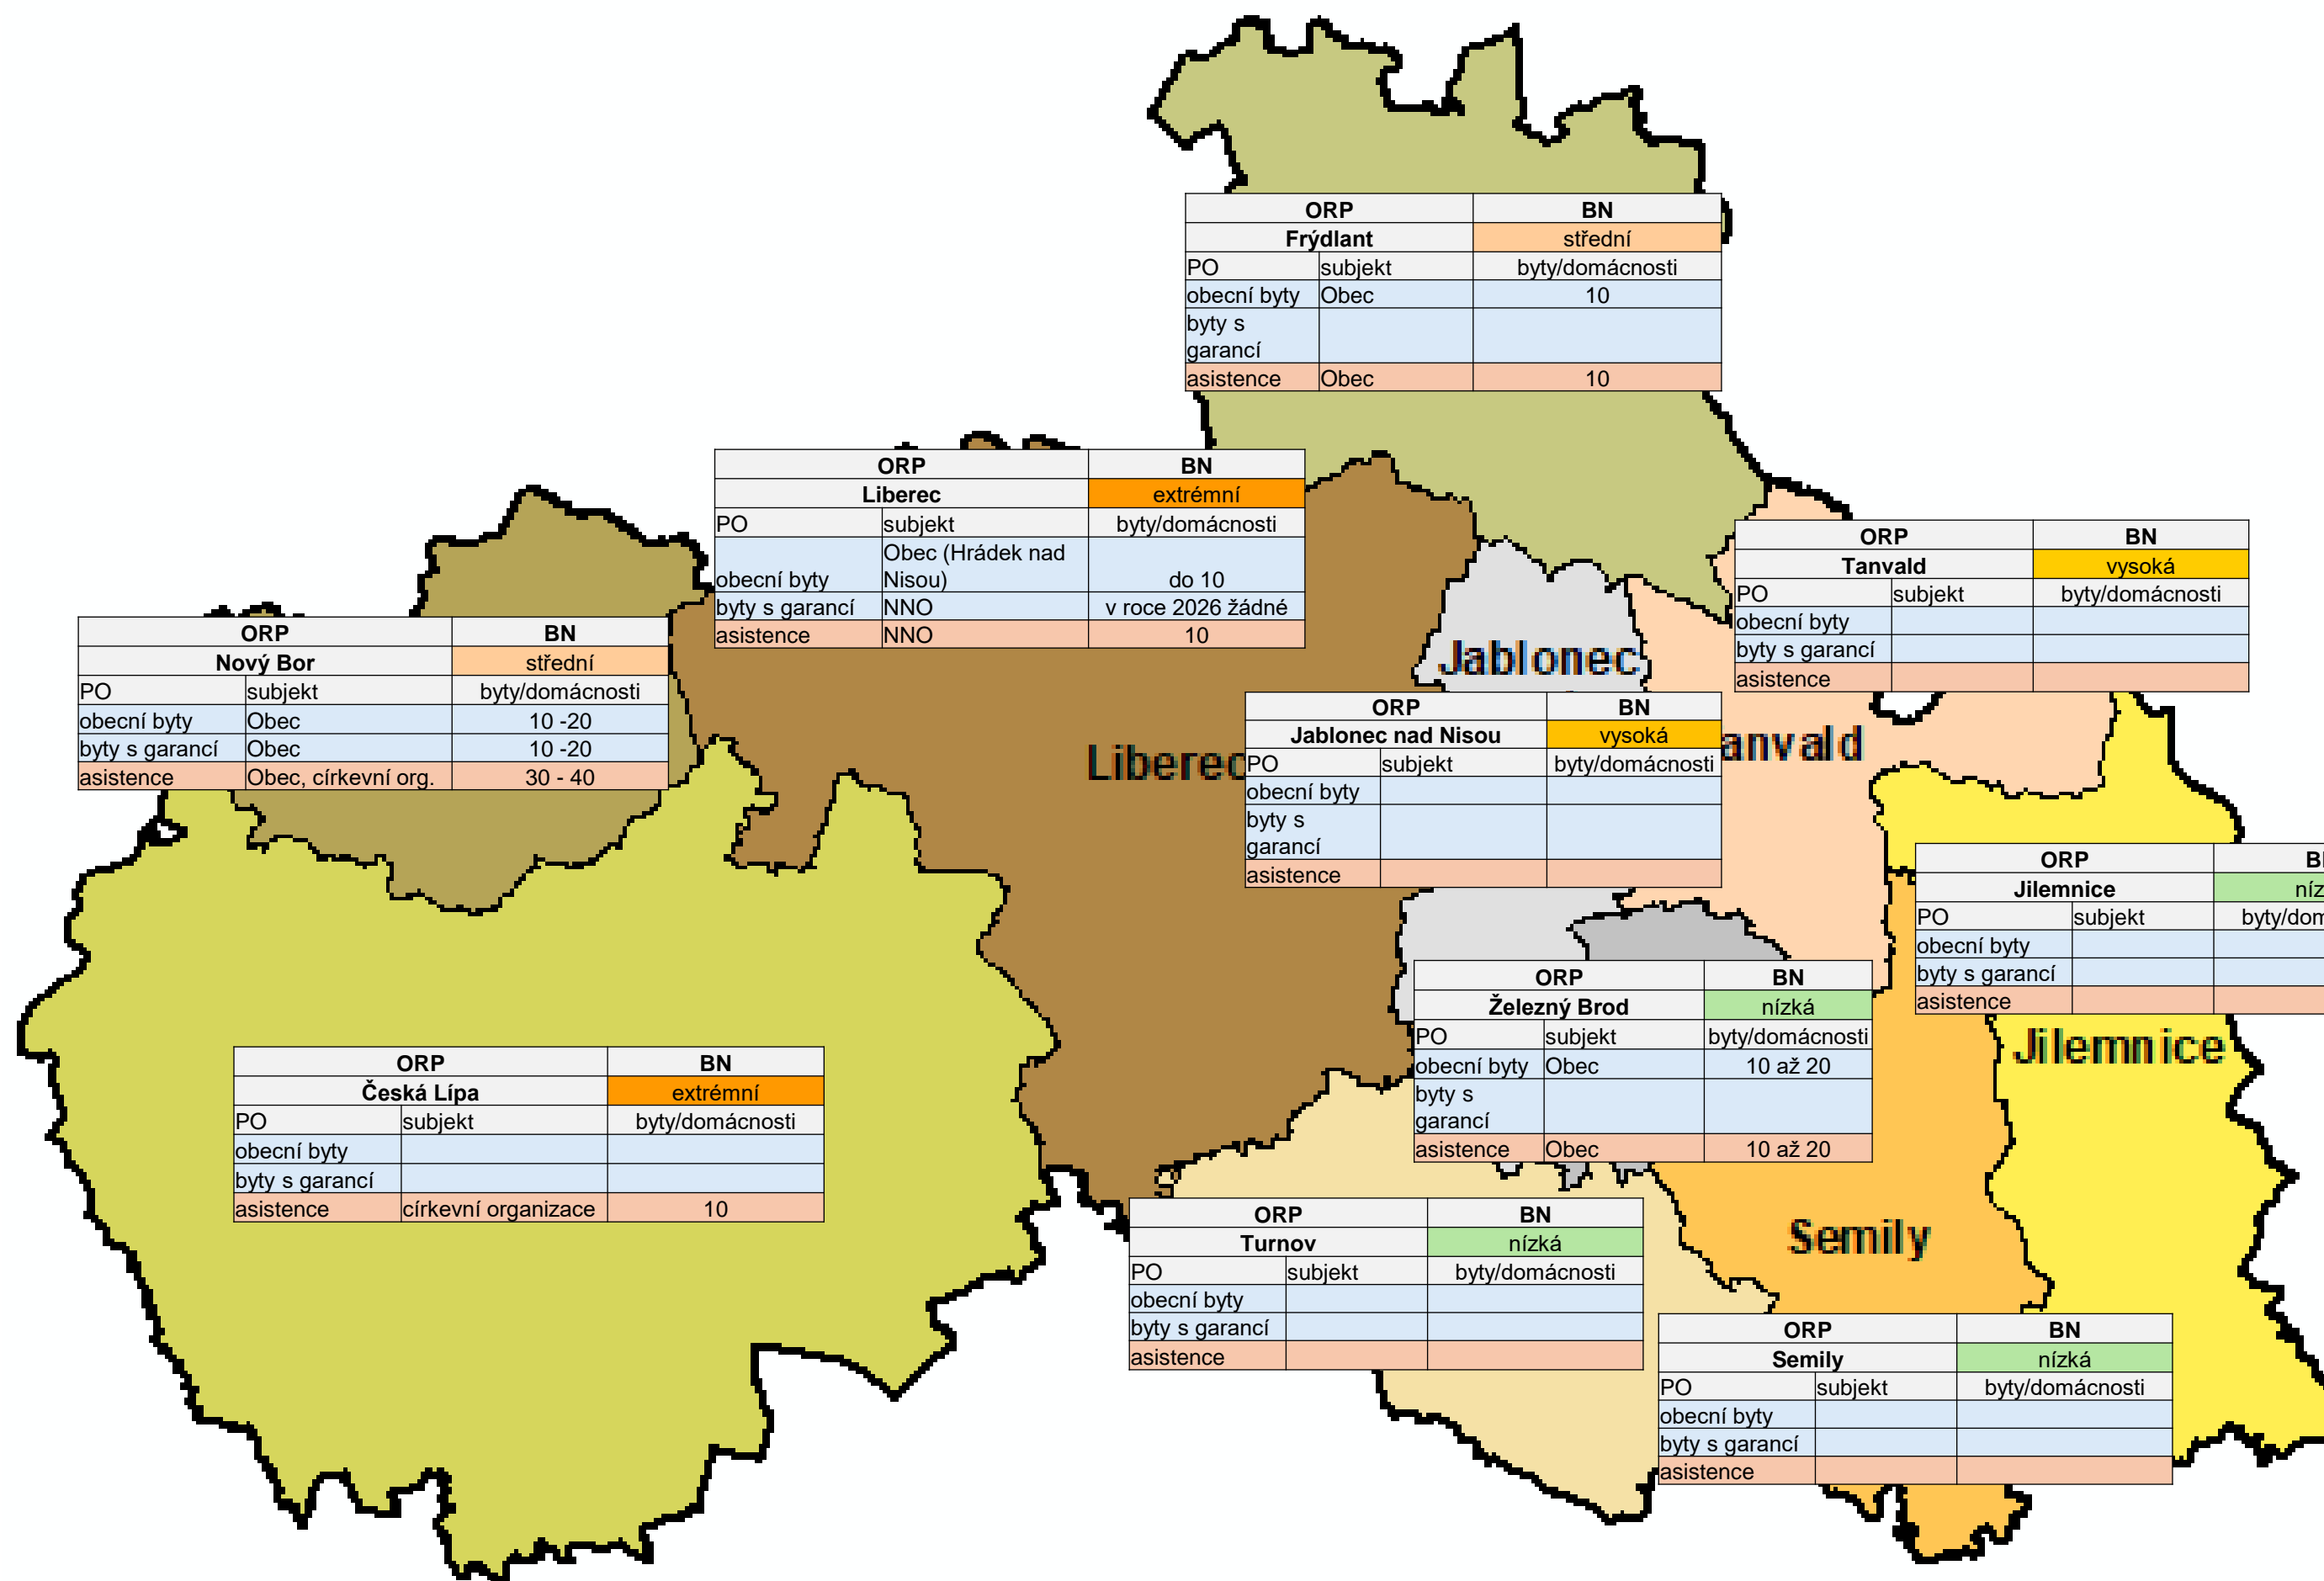 ORP BN
Frýdlant střední
PO subjekt byty/domácnosti
obecní byty Obec 10
byty s
garancí
asistence Obec 10
ORP BN
Liberec extrémní
PO subjekt byty/domácnosti
Obec (Hrádek nad
obecní byty Nisou) do 10
byty s garancí NNO v roce 2026 žádné
asistence NNO 10
ORP BN
Tanvald vysoká
PO subjekt byty/domácnosti
obecní byty
byty s garancí
asistence
ORP BN
Nový Bor střední
PO subjekt byty/domácnosti
obecní byty Obec 10 -20
byty s garancí Obec 10 -20
asistence Obec, církevní org. 30 - 40
Jablonec
Liberec
anvald
ORP BN
Jablonec nad Nisou vysoká
PO subjekt byty/domácnosti
obecní byty
byty s
garancí
asistence
ORP B
Jilemnice níz
PO subjekt byty/dom
obecní byty
byty s garancí
asistence
Jilemnice
ORP BN
Železný Brod nízká
PO subjekt byty/domácnosti
obecní byty Obec 10 až 20
byty s
garancí
asistence Obec 10 až 20
ORP BN
Česká Lípa extrémní
PO subjekt byty/domácnosti
obecní byty
byty s garancí
asistence církevní organizace 10
Semily
ORP BN
Turnov nízká
PO subjekt byty/domácnosti
obecní byty
byty s garancí
asistence
ORP BN
Semily nízká
PO subjekt byty/domácnosti
obecní byty
byty s garancí
asistence